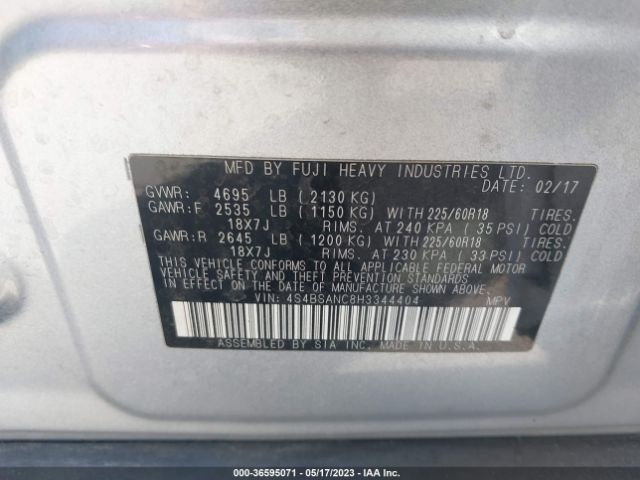 MFD BY FUJI HEAVY INDUSTRIES LTD.
DATE: 02/17
GVWR: 4695 LB (2130 KG)
GAWR:F 2535 LB (1150 KG) WITH 225/60R18 TIRES.
18X7J RIMS. AT 240 KPA (35 PSI) COLD
GAWR:R 2645 LB (1200 KG) WITH 225/60R18 TIRES.
18X7J RIMS. AT 230 KPA (33 PSI) COLD
THIS VEHICLE CONFORMS TO ALL APPLICABLE FEDERAL MOTOR
VEHICLE SAFETY AND THEFT PREVENTION STANDARDS
IN EFFECT ON THE DATE OF MANUFACTURE SHOWN ABOVE.
VIN: 4S4BSANC8H3344404 MPV
ASSEMBLED BY SIA INC. MADE IN U.S.A.
000-36595071 — 05/17/2023 — IAA Inc.